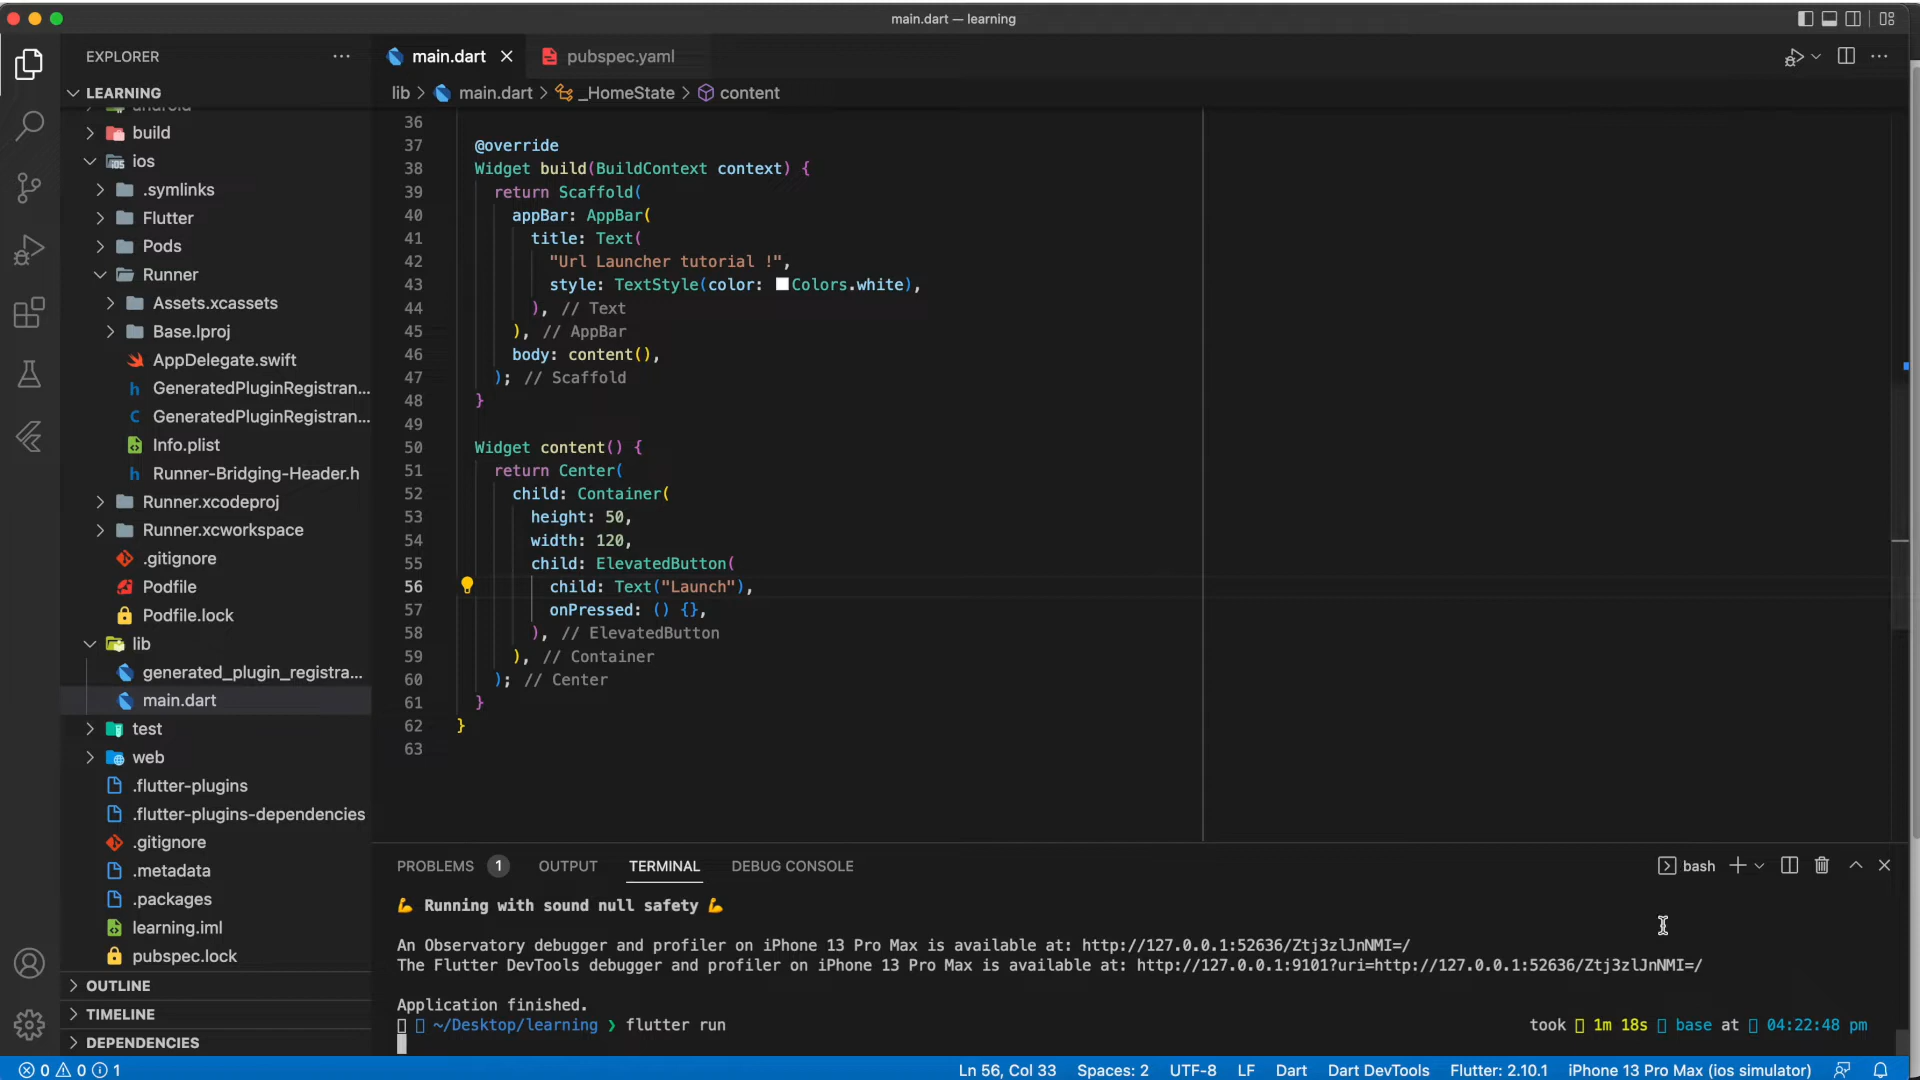 main.dart — learning
EXPLORER
main.dart
pubspec.yaml
lib > main.dart > _HomeState > content
LEARNING
android
build
ios
.symlinks
Flutter
Pods
Runner
Assets.xcassets
Base.lproj
AppDelegate.swift
GeneratedPluginRegistran...
GeneratedPluginRegistran...
Info.plist
Runner-Bridging-Header.h
Runner.xcodeproj
Runner.xcworkspace
.gitignore
Podfile
Podfile.lock
lib
generated_plugin_registra...
main.dart
test
web
.flutter-plugins
.flutter-plugins-dependencies
.gitignore
.metadata
.packages
learning.iml
pubspec.lock
OUTLINE
TIMELINE
DEPENDENCIES
36
37 @override
38 Widget build(BuildContext context) {
39 return Scaffold(
40 appBar: AppBar(
41 title: Text(
42 "Url Launcher tutorial !",
43 style: TextStyle(color: Colors.white),
44 ), // Text
45 ), // AppBar
46 body: content(),
47 ); // Scaffold
48 }
49
50 Widget content() {
51 return Center(
52 child: Container(
53 height: 50,
54 width: 120,
55 child: ElevatedButton(
56 child: Text("Launch"),
57 onPressed: () {},
58 ), // ElevatedButton
59 ), // Container
60 ); // Center
61 }
62 }
63
PROBLEMS 1 OUTPUT TERMINAL DEBUG CONSOLE bash
💪 Running with sound null safety 💪
An Observatory debugger and profiler on iPhone 13 Pro Max is available at: http://127.0.0.1:52636/Ztj3zlJnNMI=/
The Flutter DevTools debugger and profiler on iPhone 13 Pro Max is available at: http://127.0.0.1:9101?uri=http://127.0.0.1:52636/Ztj3zlJnNMI=/
Application finished.
~/Desktop/learning ❯ flutter run took 1m 18s base at 04:22:48 pm
0 0 1 Ln 56, Col 33 Spaces: 2 UTF-8 LF Dart Dart DevTools Flutter: 2.10.1 iPhone 13 Pro Max (ios simulator)